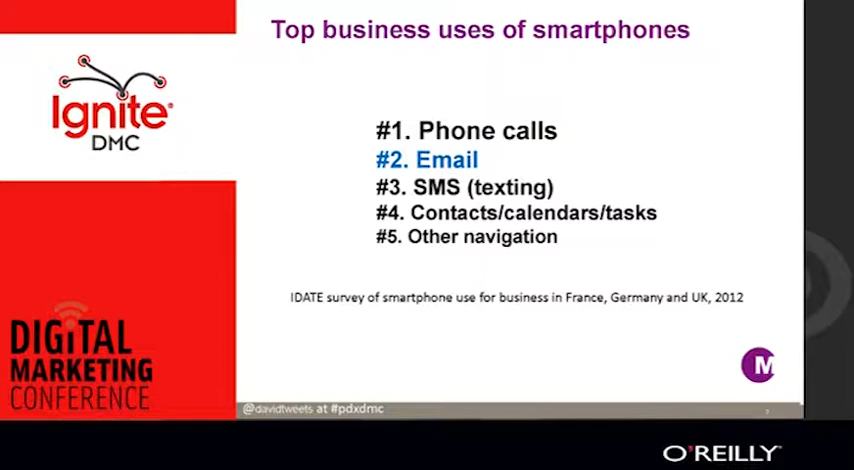 Top business uses of smartphones
Ignite®
DMC
#1. Phone calls
#2. Email
#3. SMS (texting)
#4. Contacts/calendars/tasks
#5. Other navigation
IDATE survey of smartphone use for business in France, Germany and UK, 2012
DIGITAL
MARKETING
CONFERENCE
M
@davidtweets at #pdxdmc
O'REILLY